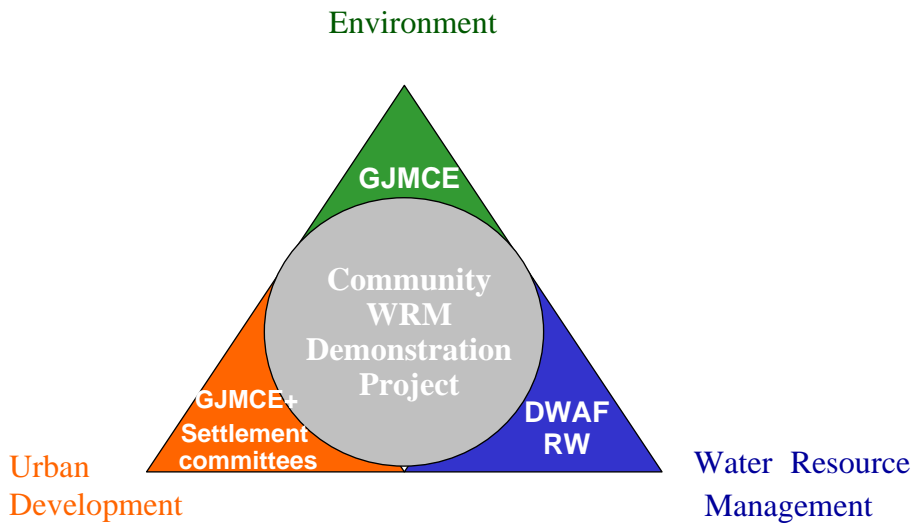 Environment
GJMCE
Community
WRM
Demonstration
Project
GJMCE+
Settlement
committees
DWAF
RW
Urban
Development
Water Resource
Management